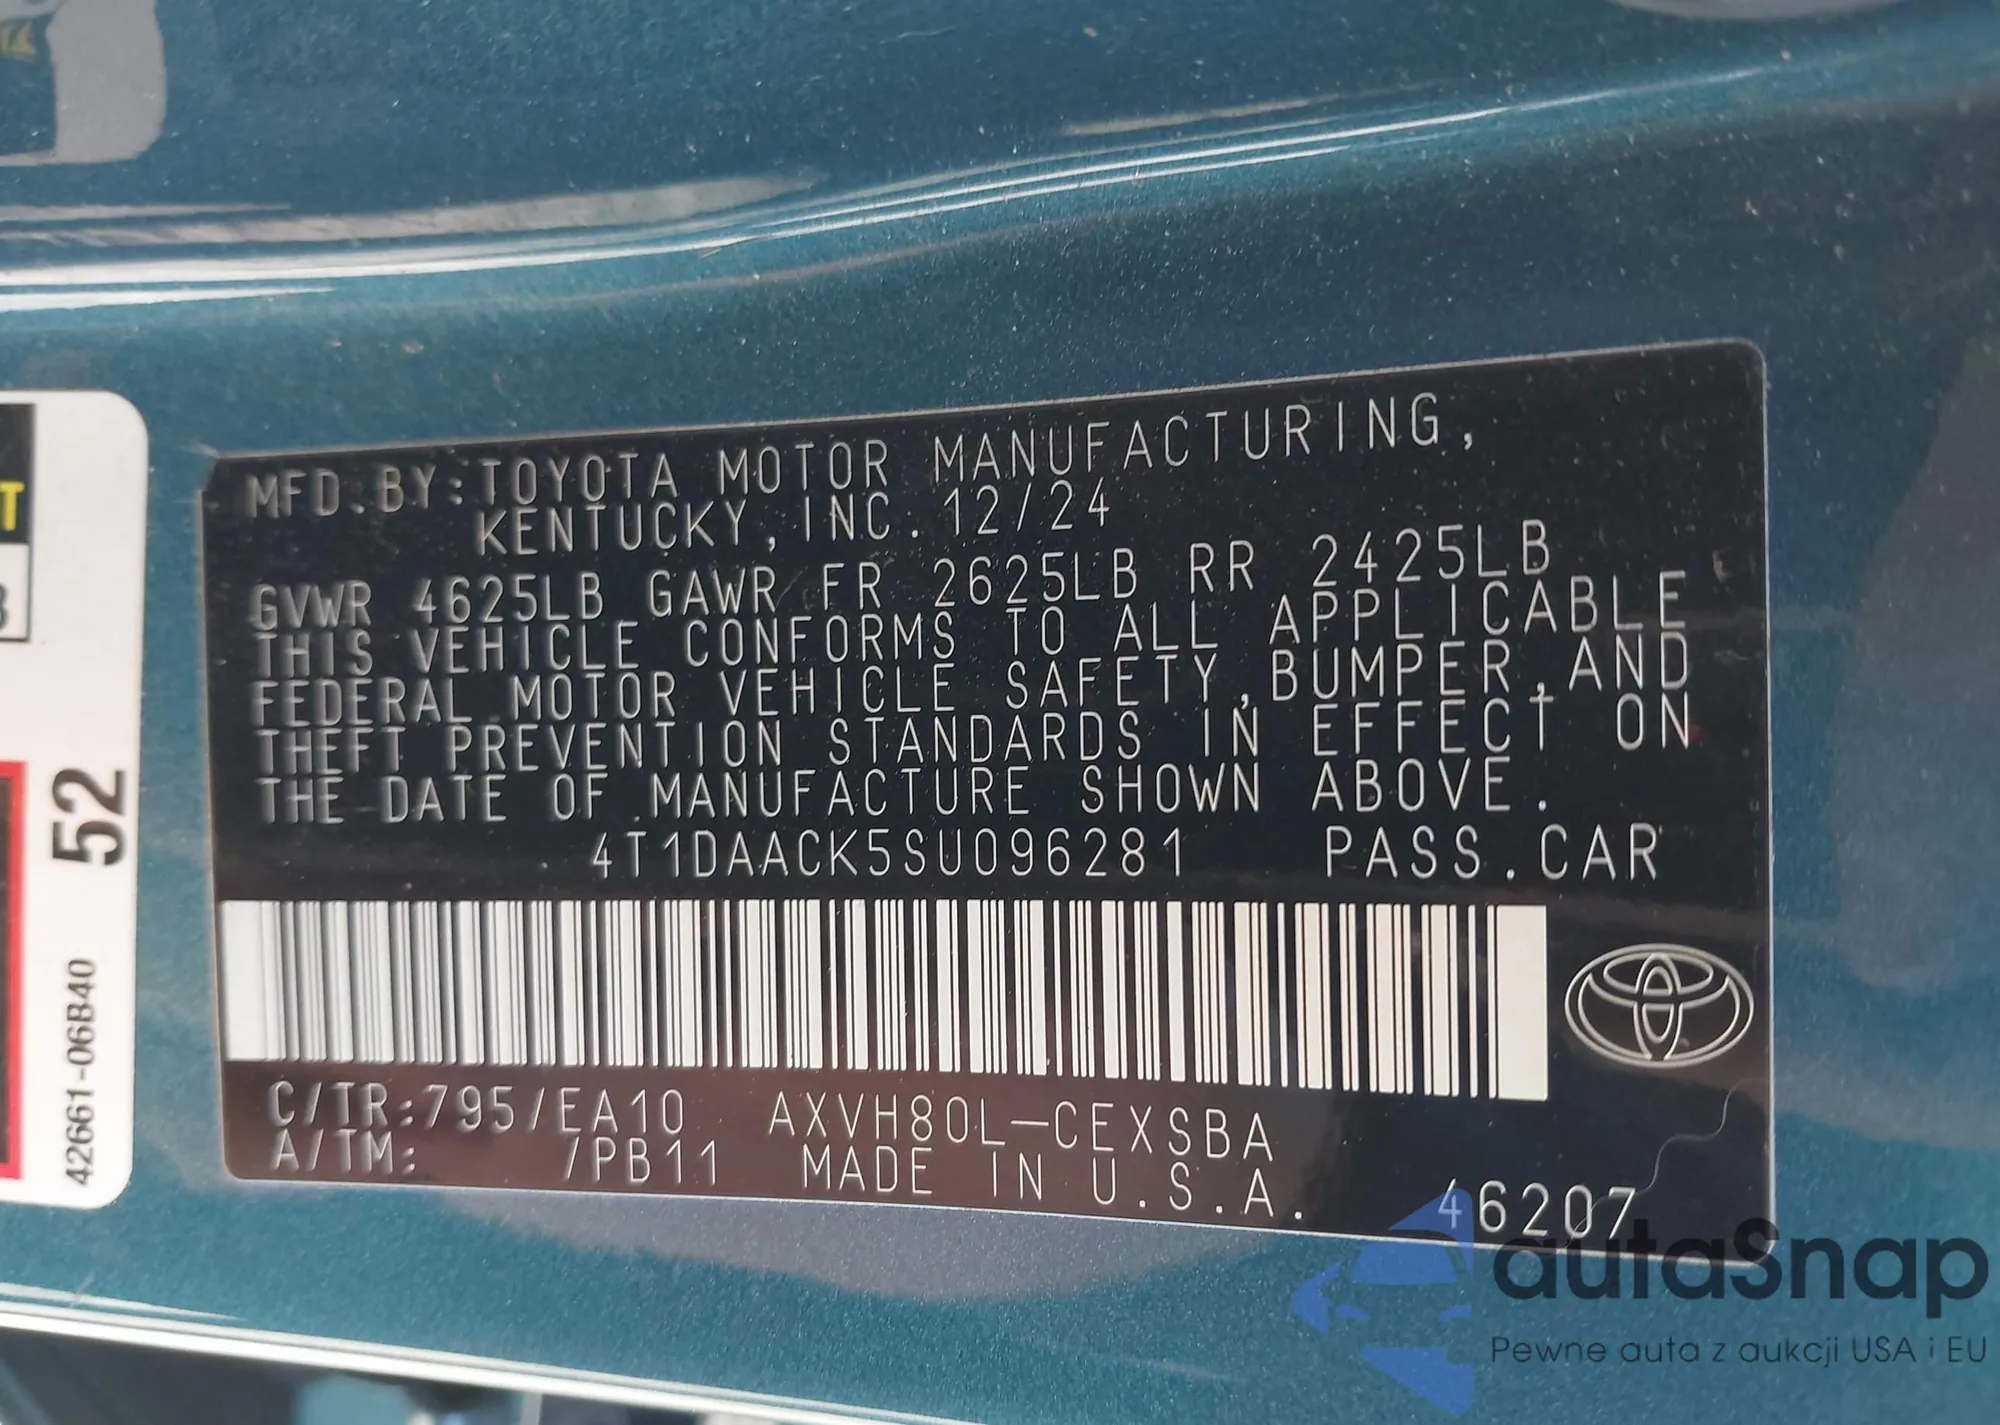 MFD.BY:TOYOTA MOTOR MANUFACTURING,
KENTUCKY,INC. 12/24
GVWR 4625LB GAWR FR 2625LB RR 2425LB
THIS VEHICLE CONFORMS TO ALL APPLICABLE
FEDERAL MOTOR VEHICLE SAFETY,BUMPER,AND
THEFT PREVENTION STANDARDS IN EFFECT ON
THE DATE OF MANUFACTURE SHOWN ABOVE.
4T1DAACK5SU096281 PASS.CAR
C/TR:795/EA10 AXVH80L-CEXSBA
A/TM: /PB11 MADE IN U.S.A.
46207
T
52
42661-06B40
autaSnap
Pewne auta z aukcji USA i EU